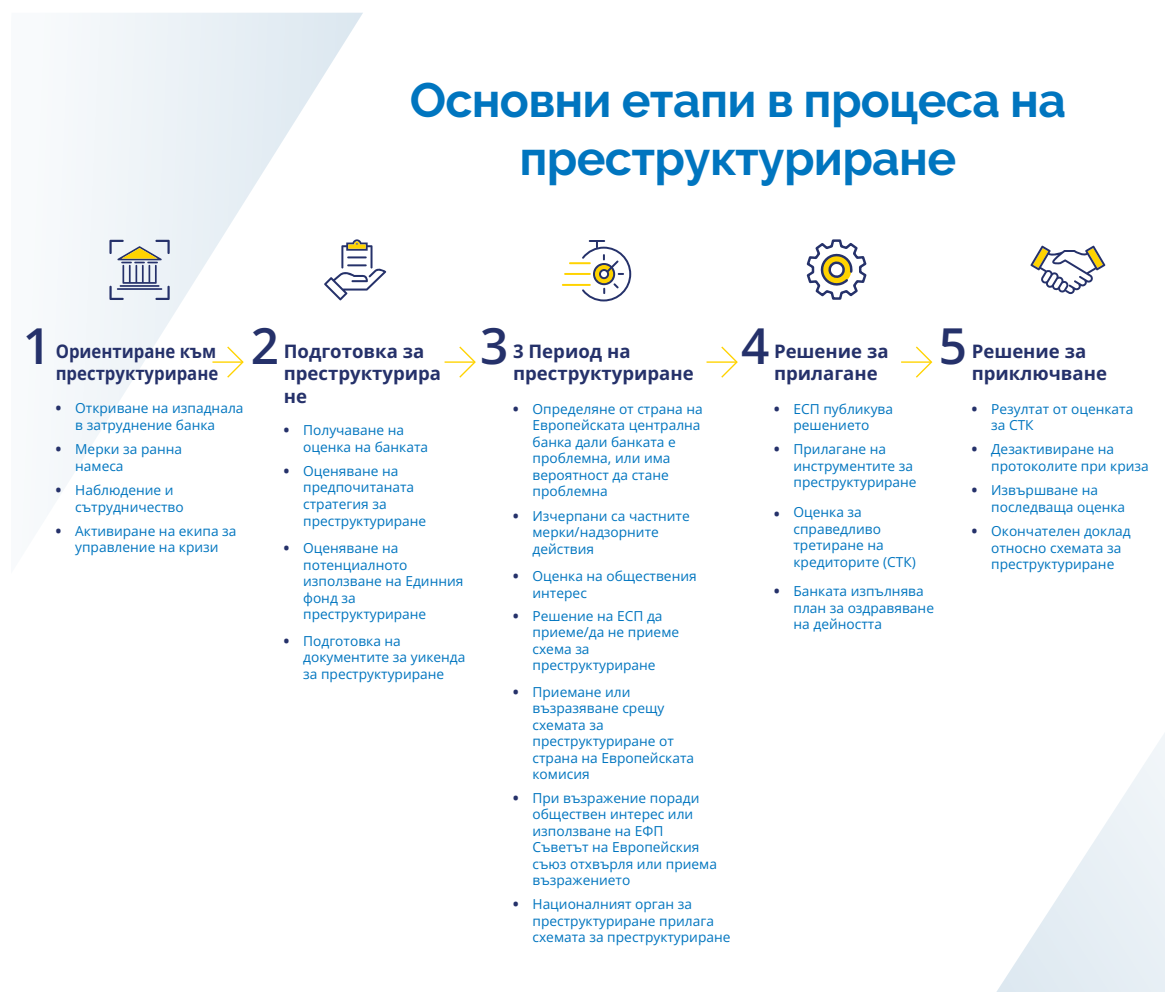 Основни етапи в процеса на
преструктуриране
1 Ориентиране към
преструктуриране
• Откриване на изпаднала
в затруднение банка
• Мерки за ранна
намеса
• Наблюдение и
сътрудничество
• Активиране на екипа за
управление на кризи
2 Подготовка за
преструктурира
не
• Получаване на
оценка на банката
• Оценяване на
предпочитаната
стратегия за
преструктуриране
• Оценяване на
потенциалното
използване на Единния
фонд за
преструктуриране
• Подготовка на
документите за уикенда
за преструктуриране
3 3 Период на
преструктуриране
• Определяне от страна на
Европейската централна
банка дали банката е
проблемна, или има
вероятност да стане
проблемна
• Изчерпани са частните
мерки/надзорните
действия
• Оценка на обществения
интерес
• Решение на ЕСП да
приеме/да не приеме
схема за
преструктуриране
• Приемане или
възразяване срещу
схемата за
преструктуриране от
страна на Европейската
комисия
• При възражение поради
обществен интерес или
използване на ЕФП
Съветът на Европейския
съюз отхвърля или приема
възражението
• Националният орган за
преструктуриране прилага
схемата за преструктуриране
4 Решение за
прилагане
• ЕСП публикува
решението
• Прилагане на
инструментите за
преструктуриране
• Оценка за
справедливо
третиране на
кредиторите (СТК)
• Банката изпълнява
план за оздравяване
на дейността
5 Решение за
приключване
• Резултат от оценката
за СТК
• Дезактивиране на
протоколите при криза
• Извършване на
последваща оценка
• Окончателен доклад
относно схемата за
преструктуриране